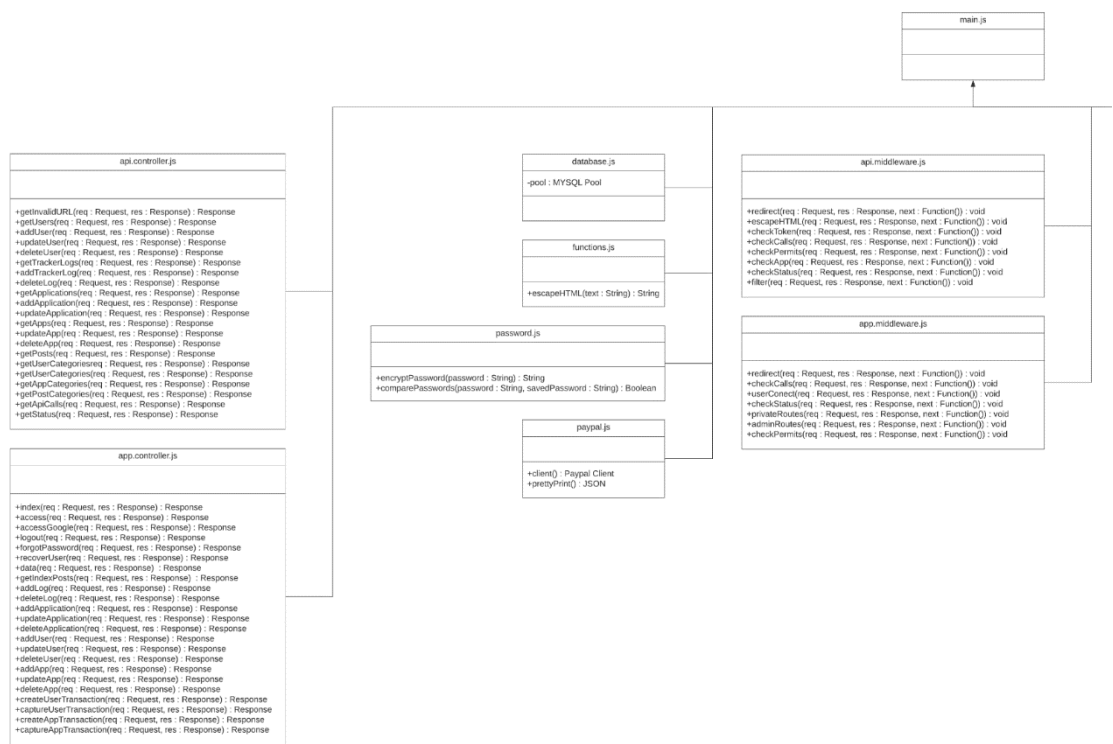 main.js
api.controller.js
+getInvalidURL(req : Request, res : Response) : Response
+getUsers(req : Request, res : Response) : Response
+addUser(req : Request, res : Response) : Response
+updateUser(req : Request, res : Response) : Response
+deleteUser(req : Request, res : Response) : Response
+getTrackerLogs(req : Request, res : Response) : Response
+addTrackerLog(req : Request, res : Response) : Response
+deleteLog(req : Request, res : Response) : Response
+getApplications(req : Request, res : Response) : Response
+addApplication(req : Request, res : Response) : Response
+updateApplication(req : Request, res : Response) : Response
+getApps(req : Request, res : Response) : Response
+updateApp(req : Request, res : Response) : Response
+deleteApp(req : Request, res : Response) : Response
+getPosts(req : Request, res : Response) : Response
+getUserCategoriesreq : Request, res : Response) : Response
+getUserCategories(req : Request, res : Response) : Response
+getAppCategories(req : Request, res : Response) : Response
+getPostCategories(req : Request, res : Response) : Response
+getApiCalls(req : Request, res : Response) : Response
+getStatus(req : Request, res : Response) : Response
app.controller.js
+index(req : Request, res : Response) : Response
+access(req : Request, res : Response) : Response
+accessGoogle(req : Request, res : Response) : Response
+logout(req : Request, res : Response) : Response
+forgotPassword(req : Request, res : Response) : Response
+recoverUser(req : Request, res : Response) : Response
+data(req : Request, res : Response)  : Response
+getIndexPosts(req : Request, res : Response)  : Response
+addLog(req : Request, res : Response) : Response
+deleteLog(req : Request, res : Response) : Response
+addApplication(req : Request, res : Response) : Response
+updateApplication(req : Request, res : Response) : Response
+deleteApplication(req : Request, res : Response) : Response
+addUser(req : Request, res : Response) : Response
+updateUser(req : Request, res : Response) : Response
+deleteUser(req : Request, res : Response) : Response
+addApp(req : Request, res : Response) : Response
+updateApp(req : Request, res : Response) : Response
+deleteApp(req : Request, res : Response) : Response
+createUserTransaction(req : Request, res : Response) : Response
+captureUserTransaction(req : Request, res : Response) : Response
+createAppTransaction(req : Request, res : Response) : Response
+captureAppTransaction(req : Request, res : Response) : Response
database.js
-pool : MYSQL Pool
functions.js
+escapeHTML(text : String) : String
password.js
+encryptPassword(password : String) : String
+comparePasswords(password : String, savedPassword : String) : Boolean
paypal.js
+client() : Paypal Client
+prettyPrint() : JSON
api.middleware.js
+redirect(req : Request, res : Response, next : Function()) : void
+escapeHTML(req : Request, res : Response, next : Function()) : void
+checkToken(req : Request, res : Response, next : Function()) : void
+checkCalls(req : Request, res : Response, next : Function()) : void
+checkPermits(req : Request, res : Response, next : Function()) : void
+checkApp(req : Request, res : Response, next : Function()) : void
+checkStatus(req : Request, res : Response, next : Function()) : void
+filter(req : Request, res : Response, next : Function()) : void
app.middleware.js
+redirect(req : Request, res : Response, next : Function()) : void
+checkCalls(req : Request, res : Response, next : Function()) : void
+userConect(req : Request, res : Response, next : Function()) : void
+checkStatus(req : Request, res : Response, next : Function()) : void
+privateRoutes(req : Request, res : Response, next : Function()) : void
+adminRoutes(req : Request, res : Response, next : Function()) : void
+checkPermits(req : Request, res : Response, next : Function()) : void